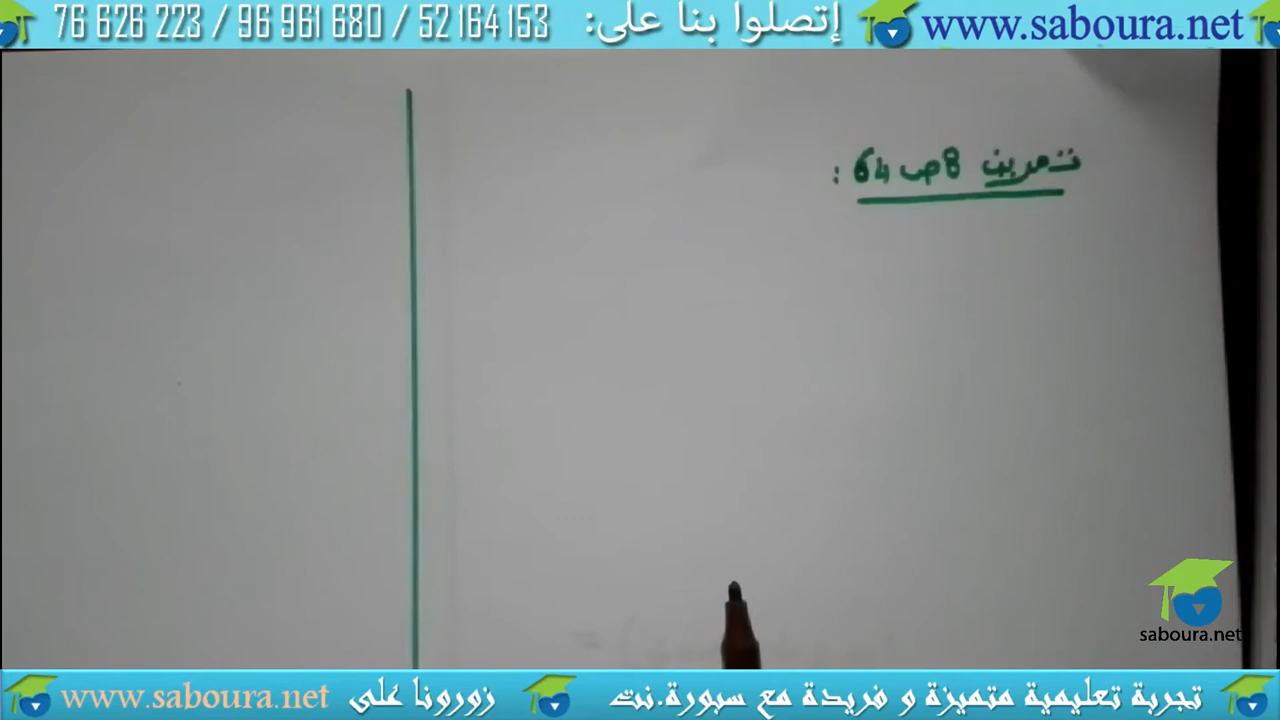 www.saboura.net إتصلوا بنا على: 76 626 223 / 96 961 680 / 52 164 153
تمرين 8 ص 64 :
saboura.net
تجربة تعليمية متميزة و فريدة مع سبورة.نت زورونا على www.saboura.net